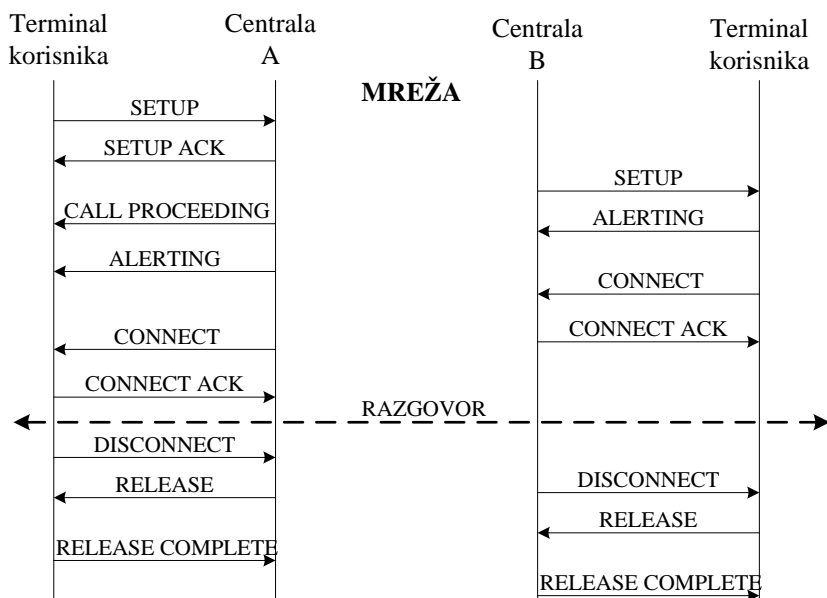 Terminal
korisnika
Centrala
A
Centrala
B
Terminal
korisnika
MREŽA
SETUP
SETUP ACK
SETUP
CALL PROCEEDING
ALERTING
ALERTING
CONNECT
CONNECT
CONNECT ACK
CONNECT ACK
RAZGOVOR
DISCONNECT
RELEASE
DISCONNECT
RELEASE
RELEASE COMPLETE
RELEASE COMPLETE